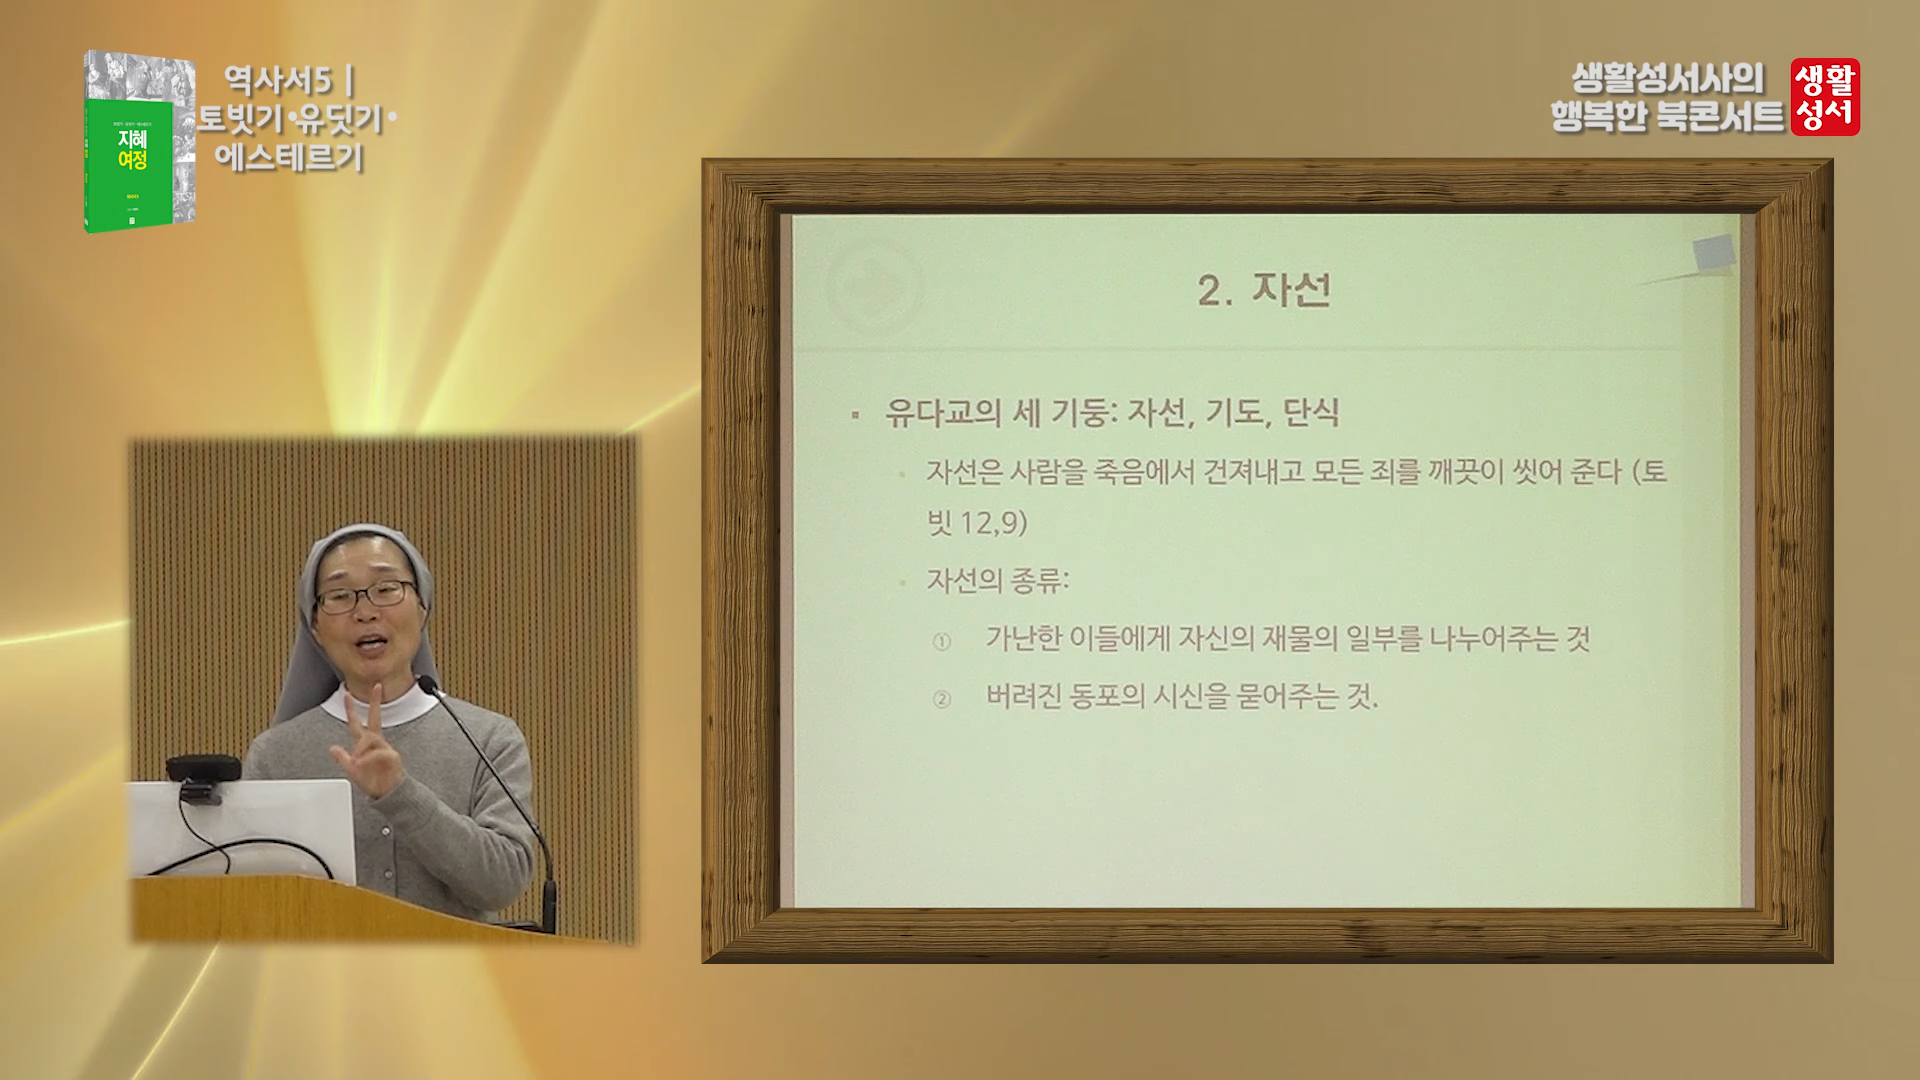 역사서5 |
토빗기·유딧기·
에스테르기
지혜
여정
생활성서사의
행복한 북콘서트
생활
성서
2. 자선
▪ 유다교의 세 기둥: 자선, 기도, 단식
• 자선은 사람을 죽음에서 건져내고 모든 죄를 깨끗이 씻어 준다 (토
빗 12,9)
• 자선의 종류:
① 가난한 이들에게 자신의 재물의 일부를 나누어주는 것
② 버려진 동포의 시신을 묻어주는 것.